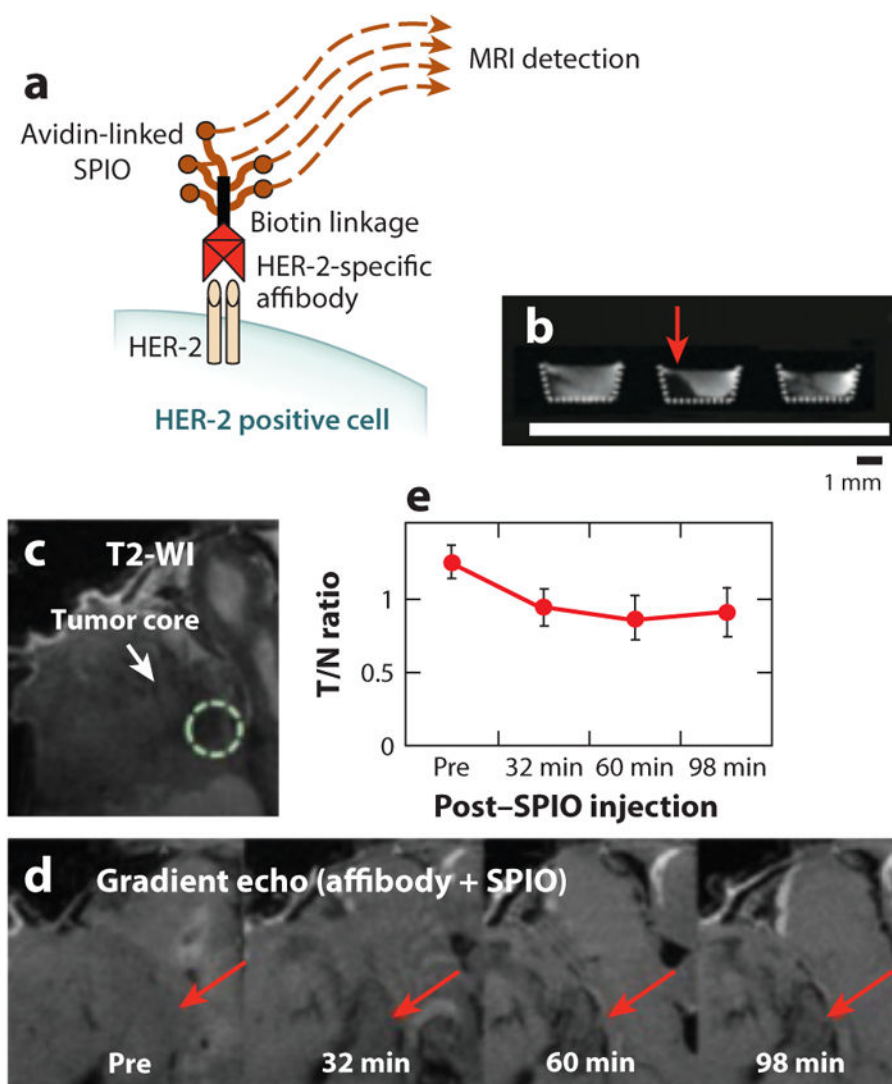 a
MRI detection
Avidin-linked
SPIO
Biotin linkage
HER-2-specific
affibody
HER-2
HER-2 positive cell
b
1 mm
c
T2-WI
Tumor core
e
T/N ratio
1
0.5
0
Pre
32 min
60 min
98 min
Post–SPIO injection
d
Gradient echo (affibody + SPIO)
Pre
32 min
60 min
98 min